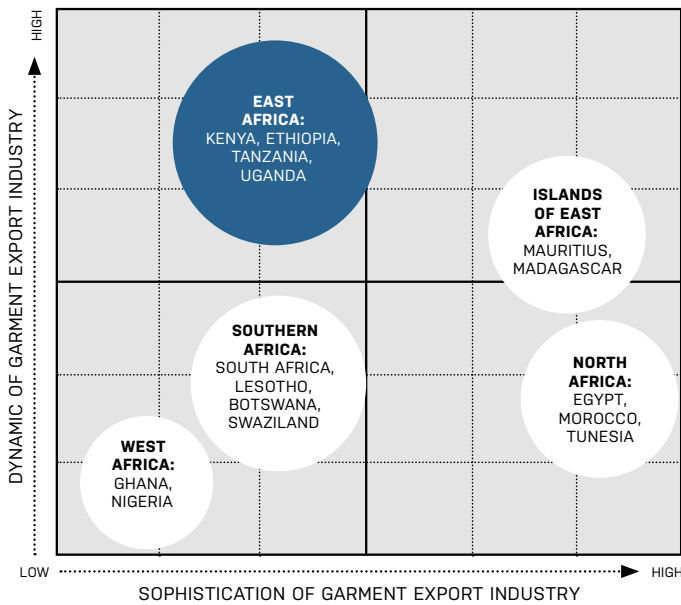 HIGH
DYNAMIC OF GARMENT EXPORT INDUSTRY
EAST
AFRICA:
KENYA, ETHIOPIA,
TANZANIA,
UGANDA
ISLANDS
OF EAST
AFRICA:
MAURITIUS,
MADAGASCAR
SOUTHERN
AFRICA:
SOUTH AFRICA,
LESOTHO,
BOTSWANA,
SWAZILAND
NORTH
AFRICA:
EGYPT,
MOROCCO,
TUNESIA
WEST
AFRICA:
GHANA,
NIGERIA
LOW
HIGH
SOPHISTICATION OF GARMENT EXPORT INDUSTRY